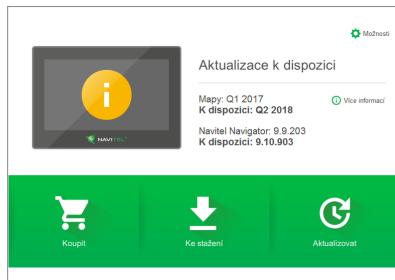 Možnosti
Aktualizace k dispozici
Mapy: Q1 2017
K dispozici: Q2 2018
Více informací
Navitel Navigator: 9.9.203
K dispozici: 9.10.903
NAVITEL
Koupit
Ke stažení
Aktualizovat